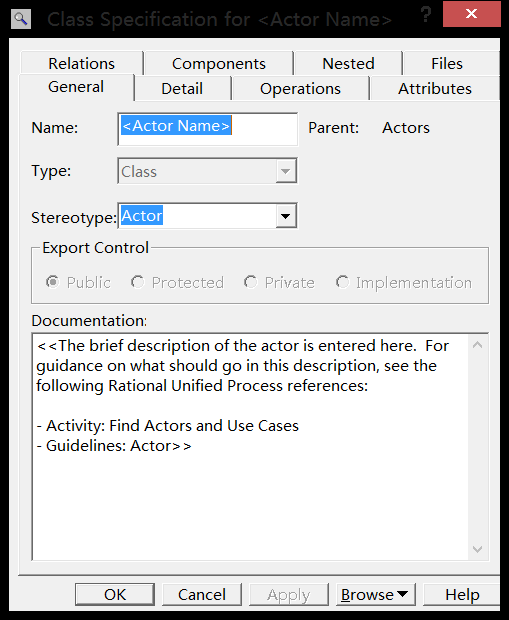 Class Specification for <Actor Name>
?
Relations Components Nested Files
General Detail Operations Attributes
Name: <Actor Name> Parent: Actors
Type: Class
Stereotype: Actor
Export Control
Public Protected Private Implementation
Documentation:
<<The brief description of the actor is entered here. For
guidance on what should go in this description, see the
following Rational Unified Process references:
- Activity: Find Actors and Use Cases
- Guidelines: Actor>>
OK Cancel Apply Browse Help